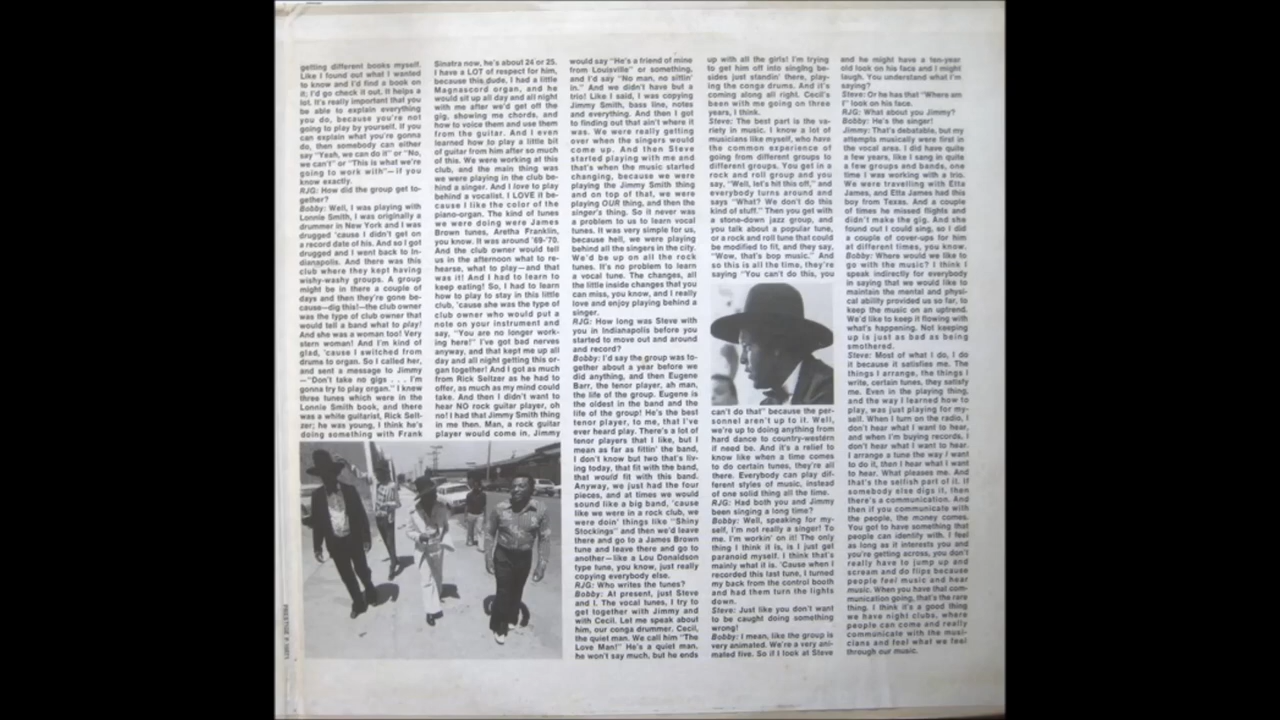 getting different books myself.
Like I found out what I wanted
to know and I'd find a book on
it; I'd go check it out. It helps a
lot. It's really important that you
be able to explain everything
you do, because you're not
going to play by yourself. If you
can explain what you're gonna
do, then somebody can either
say "Yeah, we can do it" or "No,
we can't" or "This is what we're
going to work with"—if you
know exactly.
RJG: How did the group get to-
gether?
Bobby: Well, I was playing with
Lonnie Smith, I was originally a
drummer in New York and I was
drugged 'cause I didn't get on
a record date of his. And so I got
drugged and I went back to In-
dianapolis. And there was this
club where they kept having
wishy-washy groups. A group
might be in there a couple of
days and then they're gone be-
cause—dig this!—the club owner
was the type of club owner that
would tell a band what to play!
And she was a woman too! Very
stern woman! And I'm kind of
glad, 'cause I switched from
drums to organ. So I called her,
and sent a message to Jimmy
—"Don't take no gigs . . . I'm
gonna try to play organ." I knew
three tunes which were in the
Lonnie Smith book, and there
was a white guitarist, Rick Selt-
zer; he was young, I think he's
doing something with Frank
Sinatra now, he's about 24 or 25.
I have a LOT of respect for him,
because this dude, I had a little
Magnascord organ, and he
would sit up all day and all night
with me after we'd get off the
gig, showing me chords, and
how to voice them and use them
from the guitar. And I even
learned how to play a little bit
of guitar from him after so much
of this. We were working at this
club, and the main thing was
we were playing in the club be-
hind a singer. And I love to play
behind a vocalist. I LOVE it be-
cause I like the color of the
piano-organ. The kind of tunes
we were doing were James
Brown tunes, Aretha Franklin,
you know. It was around '69-'70.
And the club owner would tell
us in the afternoon what to re-
hearse, what to play—and that
was it! And I had to learn to
keep eating! So, I had to learn
how to play to stay in this little
club, 'cause she was the type of
club owner who would put a
note on your instrument and
say, "You are no longer work-
ing here!" I've got bad nerves
anyway, and that kept me up all
day and all night getting this or-
gan together! And I got as much
from Rick Seltzer as he had to
offer, as much as my mind could
take. And then I didn't want to
hear NO rock guitar player, oh
no! I had that Jimmy Smith thing
in me then. Man, a rock guitar
player would come in, Jimmy
would say "He's a friend of mine
from Louisville" or something,
and I'd say "No man, no sittin'
in." And we didn't have but a
trio! Like I said, I was copying
Jimmy Smith, bass line, notes
and everything. And then I got
to finding out that ain't where it
was. We were really getting
over when the singers would
come up. And then Steve
started playing with me and
that's when the music started
changing, because we were
playing the Jimmy Smith thing
and on top of that, we were
playing OUR thing, and then the
singer's thing. So it never was
a problem to us to learn vocal
tunes. It was very simple for us,
because hell, we were playing
behind all the singers in the city.
We'd be up on all the rock
tunes. It's no problem to learn
a vocal tune. The changes, all
the little inside changes that you
can miss, you know, and I really
love and enjoy playing behind a
singer.
RJG: How long was Steve with
you in Indianapolis before you
started to move out and around
and record?
Bobby: I'd say the group was to-
gether about a year before we
did anything, and then Eugene
Barr, the tenor player, ah man,
the life of the group. Eugene is
the oldest in the band and the
life of the group! He's the best
tenor player, to me, that I've
ever heard play. There's a lot of
tenor players that I like, but I
mean as far as fittin' the band,
I don't know but two that's liv-
ing today, that fit with the band,
that would fit with this band.
Anyway, we just had the four
pieces, and at times we would
sound like a big band, 'cause
like we were in a rock club, we
were doin' things like "Shiny
Stockings" and then we'd leave
there and go to a James Brown
tune and leave there and go to
another—like a Lou Donaldson
type tune, you know, just really
copying everybody else.
RJG: Who writes the tunes?
Bobby: At present, just Steve
and I. The vocal tunes, I try to
get together with Jimmy and
with Cecil. Let me speak about
him, our conga drummer. Cecil,
the quiet man. We call him "The
Love Man!" He's a quiet man,
he won't say much, but he ends
up with all the girls! I'm trying
to get him off into singing be-
sides just standin' there, play-
ing the conga drums. And it's
coming along all right. Cecil's
been with me going on three
years, I think.
Steve: The best part is the va-
riety in music. I know a lot of
musicians like myself, who have
the common experience of
going from different groups to
different groups. You get in a
rock and roll group and you
say, "Well, let's hit this off," and
everybody turns around and
says "What? We don't do this
kind of stuff." Then you get with
a stone-down jazz group, and
you talk about a popular tune,
or a rock and roll tune that could
be modified to fit, and they say,
"Wow, that's bop music." And
so this is all the time, they're
saying "You can't do this, you
can't do that" because the per-
sonnel aren't up to it. Well,
we're up to doing anything from
hard dance to country-western
if need be. And it's a relief to
know like when a time comes
to do certain tunes, they're all
there. Everybody can play dif-
ferent styles of music, instead
of one solid thing all the time.
RJG: Had both you and Jimmy
been singing a long time?
Bobby: Well, speaking for my-
self, I'm not really a singer! To
me. I'm workin' on it! The only
thing I think it is, is I just get
paranoid myself. I think that's
mainly what it is. 'Cause when I
recorded this last tune, I turned
my back from the control booth
and had them turn the lights
down.
Steve: Just like you don't want
to be caught doing something
wrong!
Bobby: I mean, like the group is
very animated. We're a very ani-
mated five. So if I look at Steve
and he might have a ten-year
old look on his face and I might
laugh. You understand what I'm
saying?
Steve: Or he has that "Where am
I" look on his face.
RJG: What about you Jimmy?
Bobby: He's the singer!
Jimmy: That's debatable, but my
attempts musically were first in
the vocal area. I did have quite
a few years, like I sang in quite
a few groups and bands, one
time I was working with a trio.
We were travelling with Etta
James, and Etta James had this
boy from Texas. And a couple
of times he missed flights and
didn't make the gig. And she
found out I could sing, so I did
a couple of cover-ups for him
at different times, you know.
Bobby: Where would we like to
go with the music? I think I
speak indirectly for everybody
in saying that we would like to
maintain the mental and physi-
cal ability provided us so far, to
keep the music on an uptrend.
We'd like to keep it flowing with
what's happening. Not keeping
up is just as bad as being
smothered.
Steve: Most of what I do, I do
it because it satisfies me. The
things I arrange, the things I
write, certain tunes, they satisfy
me. Even in the playing thing,
and the way I learned how to
play, was just playing for my-
self. When I turn on the radio, I
don't hear what I want to hear,
and when I'm buying records, I
don't hear what I want to hear.
I arrange a tune the way I want
to do it, then I hear what I want
to hear. What pleases me. And
that's the selfish part of it. If
somebody else digs it, then
there's a communication. And
then if you communicate with
the people, the money comes.
You got to have something that
people can identify with. I feel
as long as it interests you and
you're getting across, you don't
really have to jump up and
scream and do flips because
people feel music and hear
music. When you have that com-
munication going, that's the rare
thing. I think it's a good thing
we have night clubs, where
people can come and really
communicate with the musi-
cians and feel what we feel
through our music.